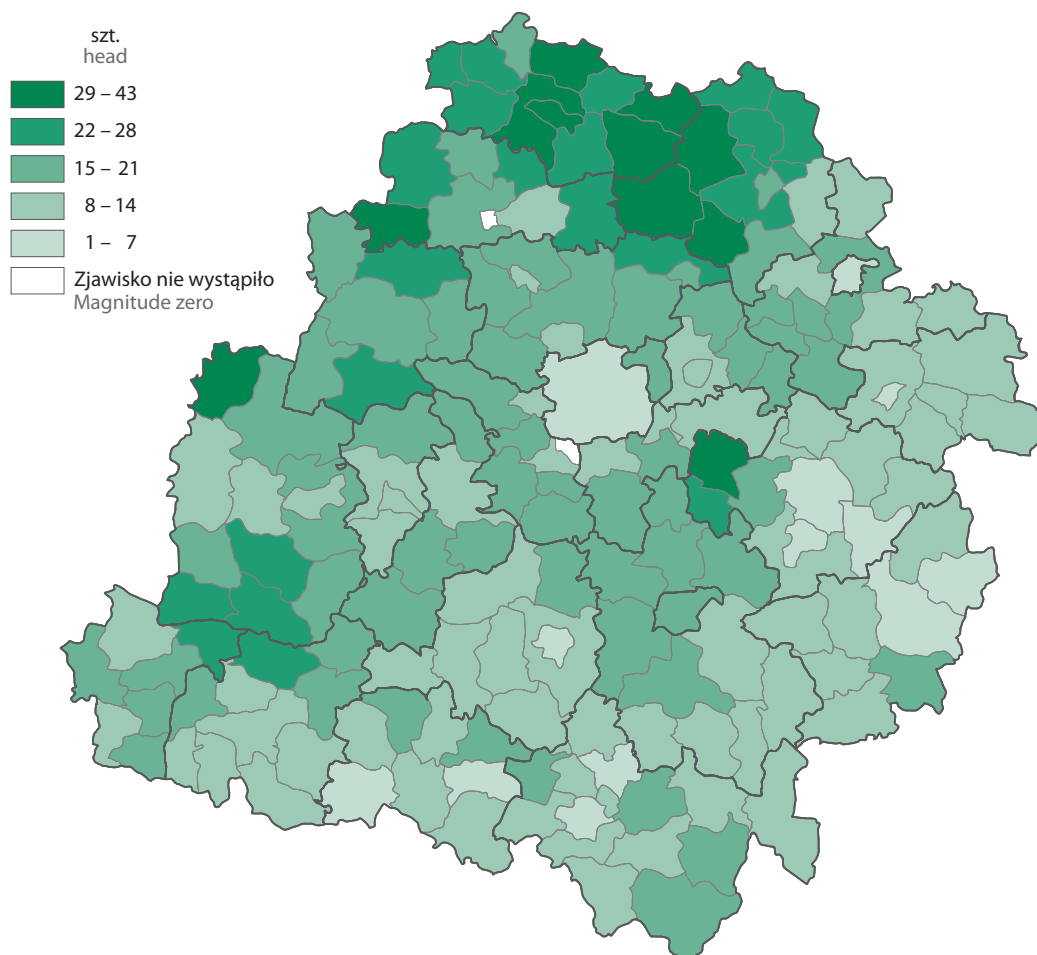 szt.
head
29 – 43
22 – 28
15 – 21
8 – 14
1 – 7
Zjawisko nie wystąpiło
Magnitude zero